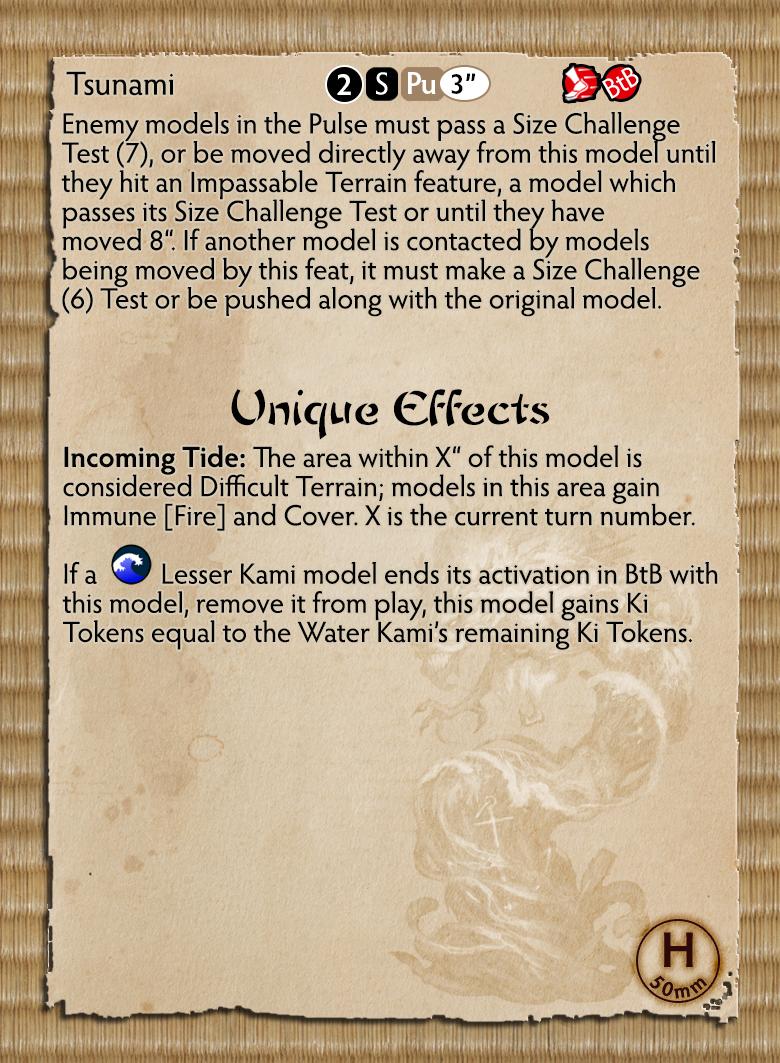 Tsunami 2 S Pu 3” BtB
Enemy models in the Pulse must pass a Size Challenge
Test (7), or be moved directly away from this model until
they hit an Impassable Terrain feature, a model which
passes its Size Challenge Test or until they have
moved 8“. If another model is contacted by models
being moved by this feat, it must make a Size Challenge
(6) Test or be pushed along with the original model.
Unique Effects
Incoming Tide: The area within X“ of this model is
considered Difficult Terrain; models in this area gain
Immune [Fire] and Cover. X is the current turn number.
If a Lesser Kami model ends its activation in BtB with
this model, remove it from play, this model gains Ki
Tokens equal to the Water Kami’s remaining Ki Tokens.
H
50mm